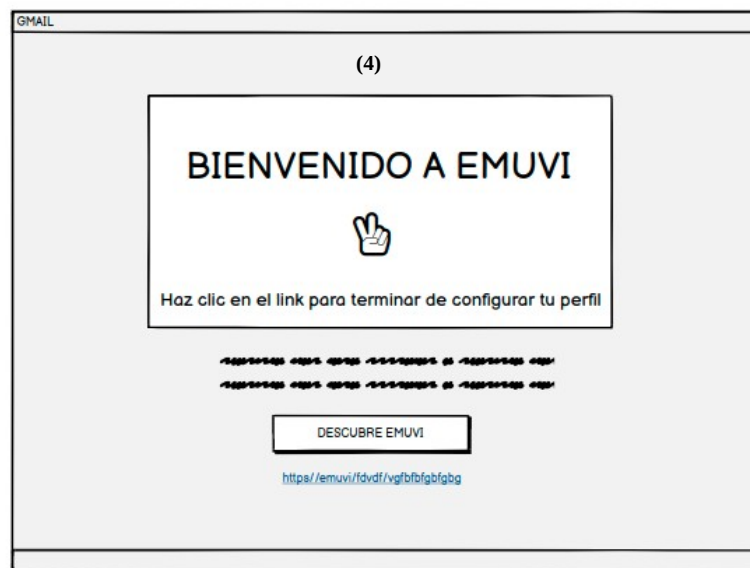 GMAIL
(4)
BIENVENIDO A EMUVI
Haz clic en el link para terminar de configurar tu perfil
DESCUBRE EMUVI
https//emuvi/fdvdf/vgfbfbfgbfgbg